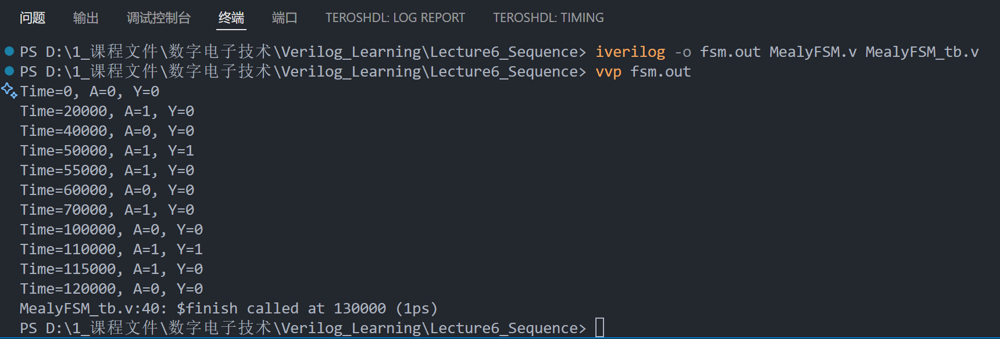 问题 输出 调试控制台 终端 端口 TEROSHDL: LOG REPORT TEROSHDL: TIMING
PS D:\1_课程文件\数字电子技术\Verilog_Learning\Lecture6_Sequence> iverilog -o fsm.out MealyFSM.v MealyFSM_tb.v
PS D:\1_课程文件\数字电子技术\Verilog_Learning\Lecture6_Sequence> vvp fsm.out
Time=0, A=0, Y=0
Time=20000, A=1, Y=0
Time=40000, A=0, Y=0
Time=50000, A=1, Y=1
Time=55000, A=1, Y=0
Time=60000, A=0, Y=0
Time=70000, A=1, Y=0
Time=100000, A=0, Y=0
Time=110000, A=1, Y=1
Time=115000, A=1, Y=0
Time=120000, A=0, Y=0
MealyFSM_tb.v:40: $finish called at 130000 (1ps)
PS D:\1_课程文件\数字电子技术\Verilog_Learning\Lecture6_Sequence>